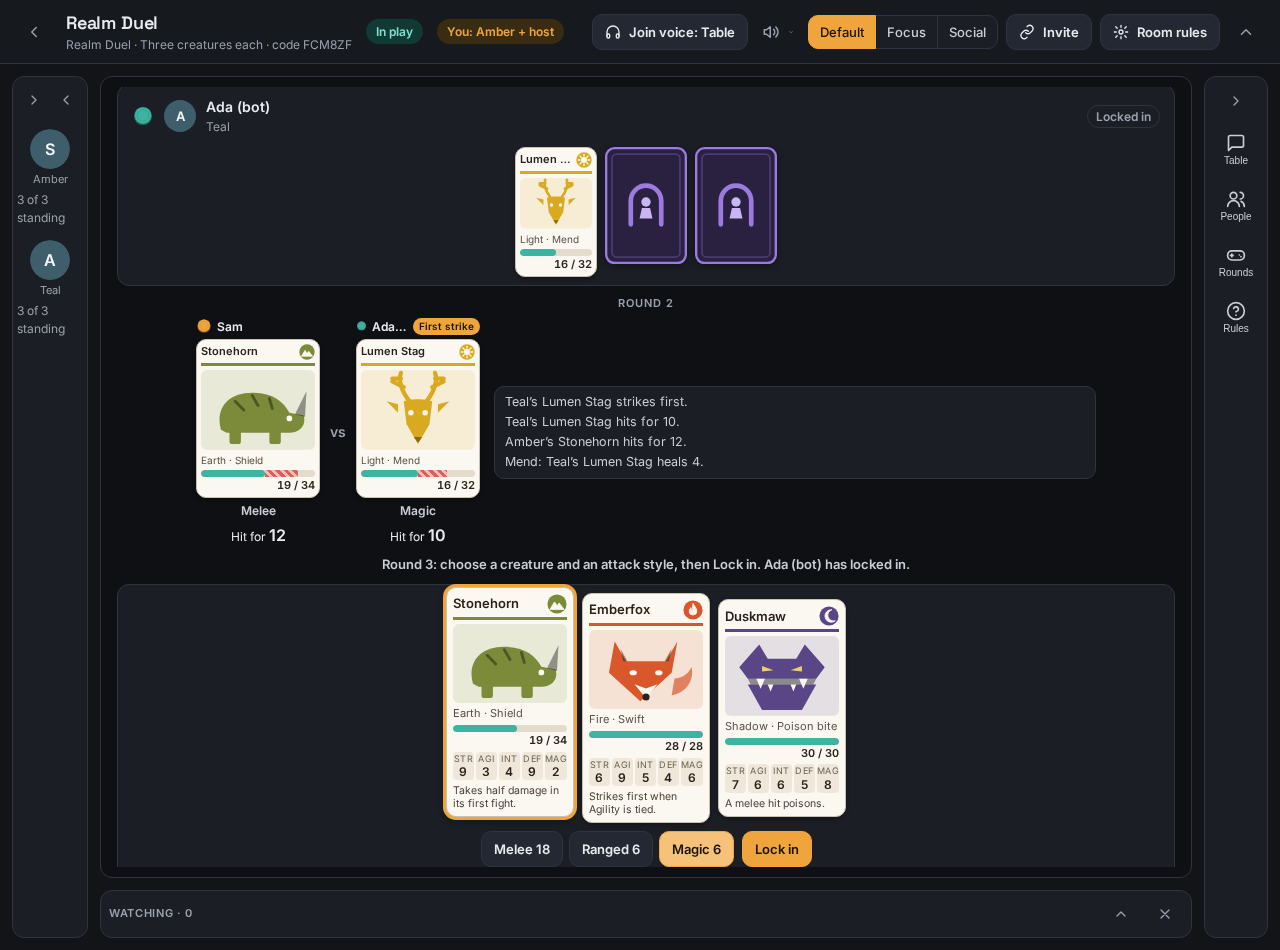 Realm Duel
Realm Duel · Three creatures each · code FCM8ZF
In play
You: Amber + host
Join voice: Table
Default
Focus
Social
Invite
Room rules
S
Amber
3 of 3
standing
A
Teal
3 of 3
standing
A
Ada (bot)
Teal
Locked in
Lumen ...
Light · Mend
16 / 32
ROUND 2
Sam
Stonehorn
Earth · Shield
19 / 34
Melee
Hit for 12
VS
Ada...
First strike
Lumen Stag
Light · Mend
16 / 32
Magic
Hit for 10
Teal’s Lumen Stag strikes first.
Teal’s Lumen Stag hits for 10.
Amber’s Stonehorn hits for 12.
Mend: Teal’s Lumen Stag heals 4.
Round 3: choose a creature and an attack style, then Lock in. Ada (bot) has locked in.
Stonehorn
Earth · Shield
19 / 34
STR AGI INT DEF MAG
9 3 4 9 2
Takes half damage in
its first fight.
Emberfox
Fire · Swift
28 / 28
STR AGI INT DEF MAG
6 9 5 4 6
Strikes first when
Agility is tied.
Duskmaw
Shadow · Poison bite
30 / 30
STR AGI INT DEF MAG
7 6 6 5 8
A melee hit poisons.
Melee 18
Ranged 6
Magic 6
Lock in
WATCHING · 0
Table
People
Rounds
Rules